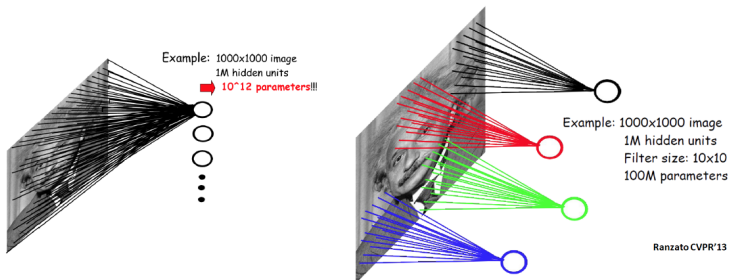 Example: 1000x1000 image
1M hidden units
10^12 parameters!!!
Example: 1000x1000 image
1M hidden units
Filter size: 10x10
100M parameters
Ranzato CVPR'13